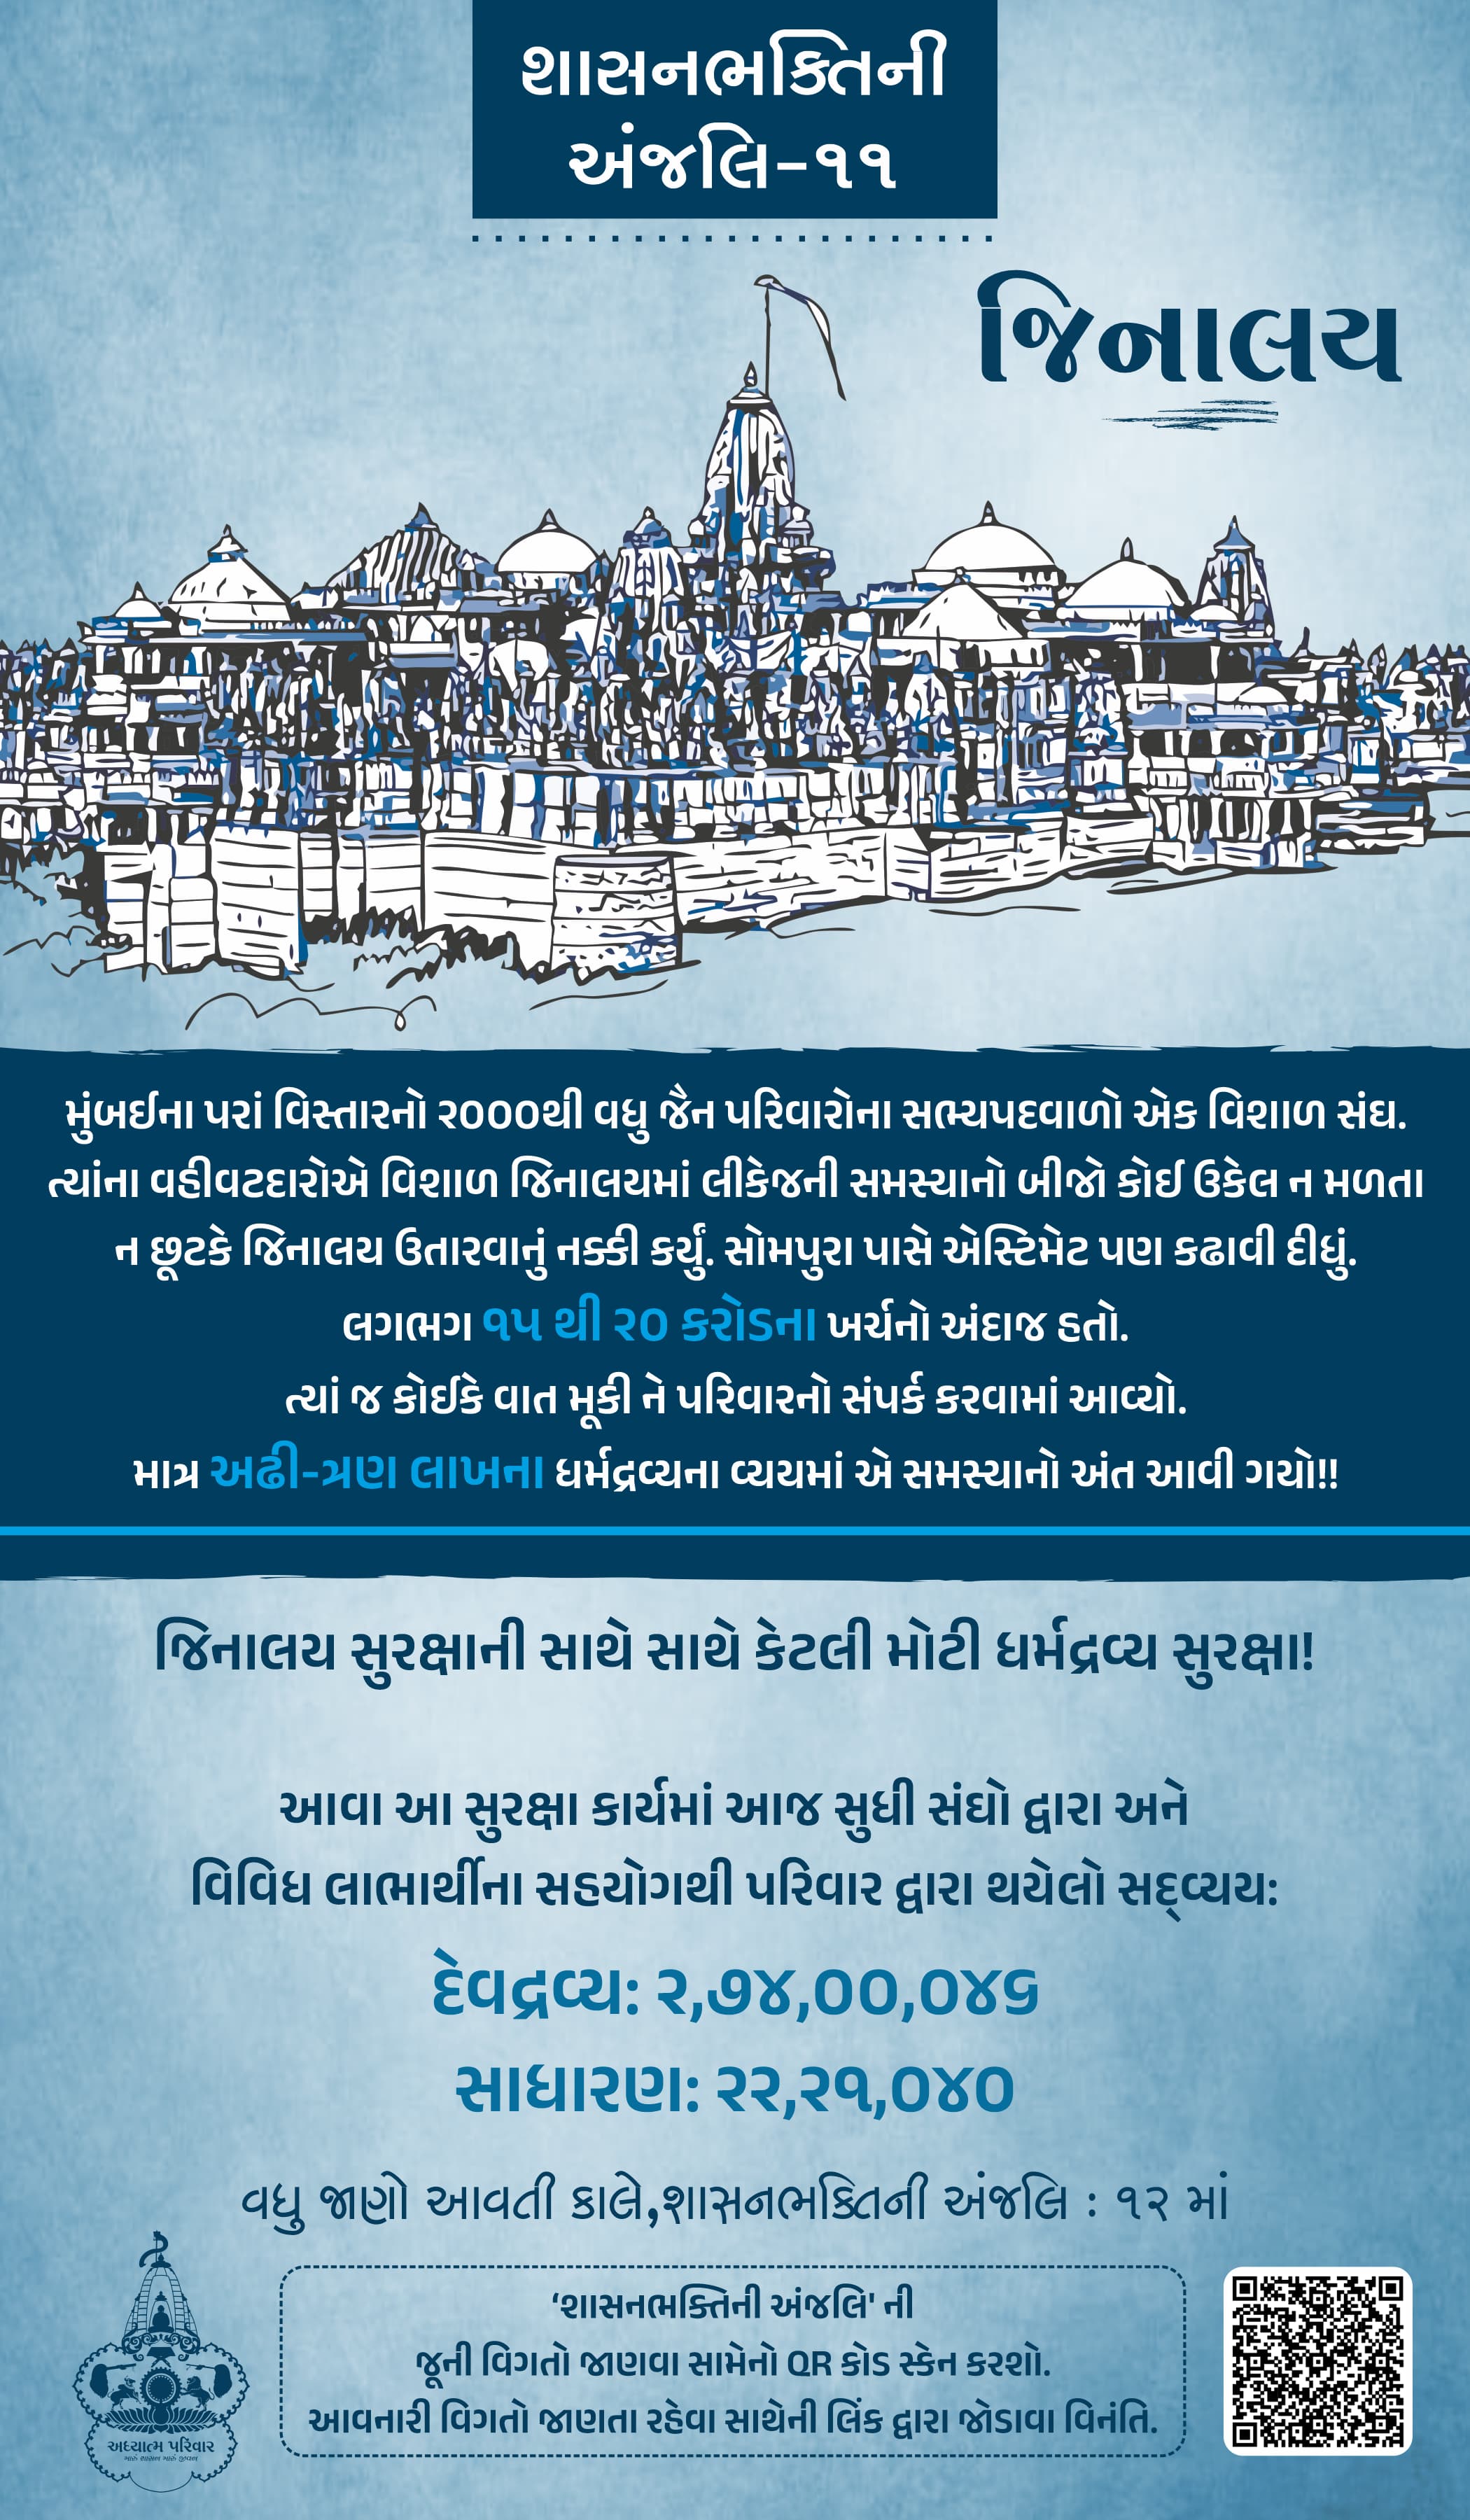 શાસનભક્તિની
અંજલિ-૧૧
જિનાલય
મુંબઈના પરાં વિસ્તારનો ૨૦૦૦થી વધુ જૈન પરિવારોના સભ્યપદવાળો એક વિશાળ સંઘ.
ત્યાંના વહીવટદારોએ વિશાળ જિનાલયમાં લીકેજની સમસ્યાનો બીજો કોઈ ઉકેલ ન મળતા
ન છૂટકે જિનાલય ઉતારવાનું નક્કી કર્યું. સોમપુરા પાસે એસ્ટિમેટ પણ કઢાવી દીધું.
લગભગ ૧૫ થી ૨૦ કરોડના ખર્ચનો અંદાજ હતો.
ત્યાં જ કોઈકે વાત મૂકી ને પરિવારનો સંપર્ક કરવામાં આવ્યો.
માત્ર અઢી-ત્રણ લાખના ધર્મદ્રવ્યના વ્યયમાં એ સમસ્યાનો અંત આવી ગયો!!
જિનાલય સુરક્ષાની સાથે સાથે કેટલી મોટી ધર્મદ્રવ્ય સુરક્ષા!
આવા આ સુરક્ષા કાર્યમાં આજ સુધી સંઘો દ્વારા અને
વિવિધ લાભાર્થીના સહયોગથી પરિવાર દ્વારા થયેલો સદ્‌વ્યય:
દેવદ્રવ્ય: ૨,૭૪,૦૦,૦૪૬
સાધારણ: ૨૨,૨૧,૦૪૦
વધુ જાણો આવતી કાલે,શાસનભક્તિની અંજલિ : ૧૨ માં
‘શાસનભક્તિની અંજલિ' ની
જૂની વિગતો જાણવા સામેનો QR કોડ સ્કેન કરશો.
આવનારી વિગતો જાણતા રહેવા સાથેની લિંક દ્વારા જોડાવા વિનંતિ.
અધ્યાત્મ પરિવાર